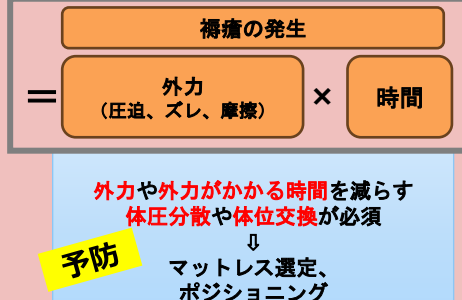 褥瘡の発生
＝
外力
（圧迫、ズレ、摩擦）
×
時間
外力や外力がかかる時間を減らす
体圧分散や体位交換が必須
⇩
予防
マットレス選定、
ポジショニング